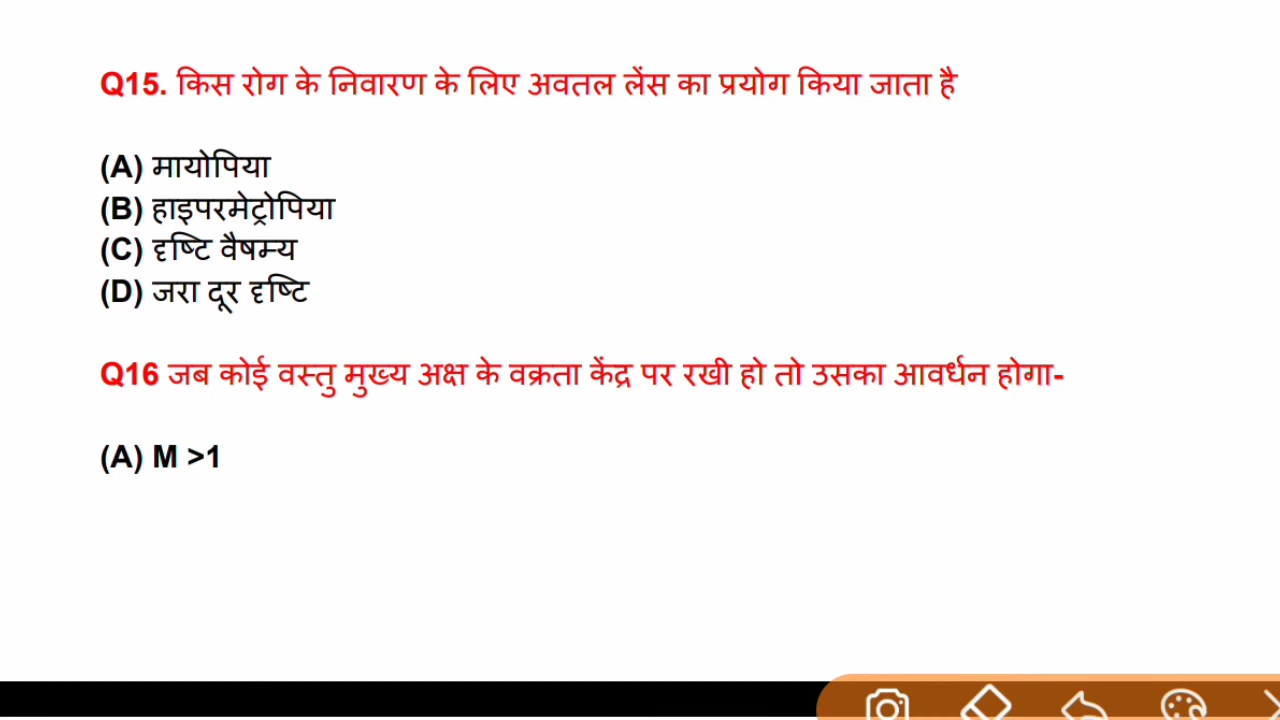 Q15. किस रोग के निवारण के लिए अवतल लेंस का प्रयोग किया जाता है
(A) मायोपिया
(B) हाइपरमेट्रोपिया
(C) दृष्टि वैषम्य
(D) जरा दूर दृष्टि
Q16 जब कोई वस्तु मुख्य अक्ष के वक्रता केंद्र पर रखी हो तो उसका आवर्धन होगा-
(A) M >1